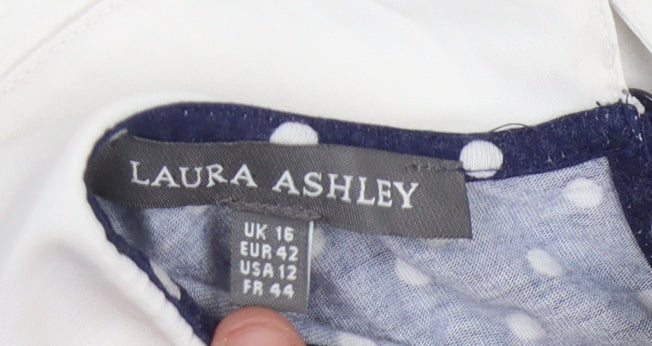 LAURA ASHLEY
UK 16
EUR 42
USA 12
FR 44